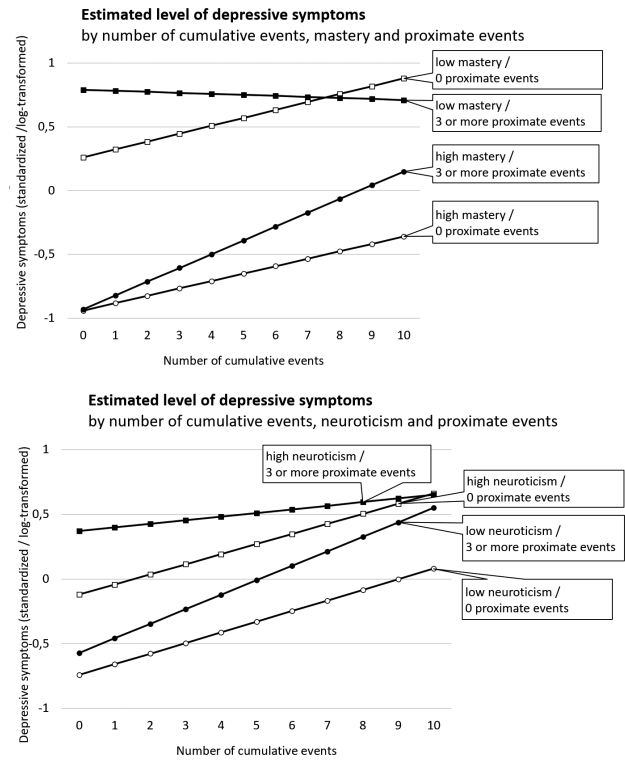 Estimated level of depressive symptoms
by number of cumulative events, mastery and proximate events
Depressive symptoms (standardized /log-transformed)
1
0,5
0
-0,5
-1
low mastery /
0 proximate events
low mastery /
3 or more proximate events
high mastery /
3 or more proximate events
high mastery /
0 proximate events
0 1 2 3 4 5 6 7 8 9 10
Number of cumulative events
Estimated level of depressive symptoms
by number of cumulative events, neuroticism and proximate events
Depressive symptoms (standardized / log-transformed)
1
0,5
0
-0,5
-1
high neuroticism /
3 or more proximate events
high neuroticism /
0 proximate events
low neuroticism /
3 or more proximate events
low neuroticism /
0 proximate events
0 1 2 3 4 5 6 7 8 9 10
Number of cumulative events